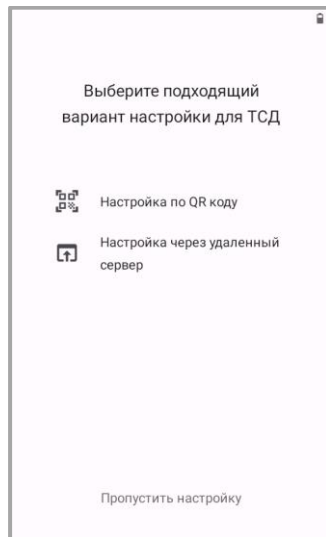 Выберите подходящий
вариант настройки для ТСД
Настройка по QR коду
Настройка через удаленный
сервер
Пропустить настройку